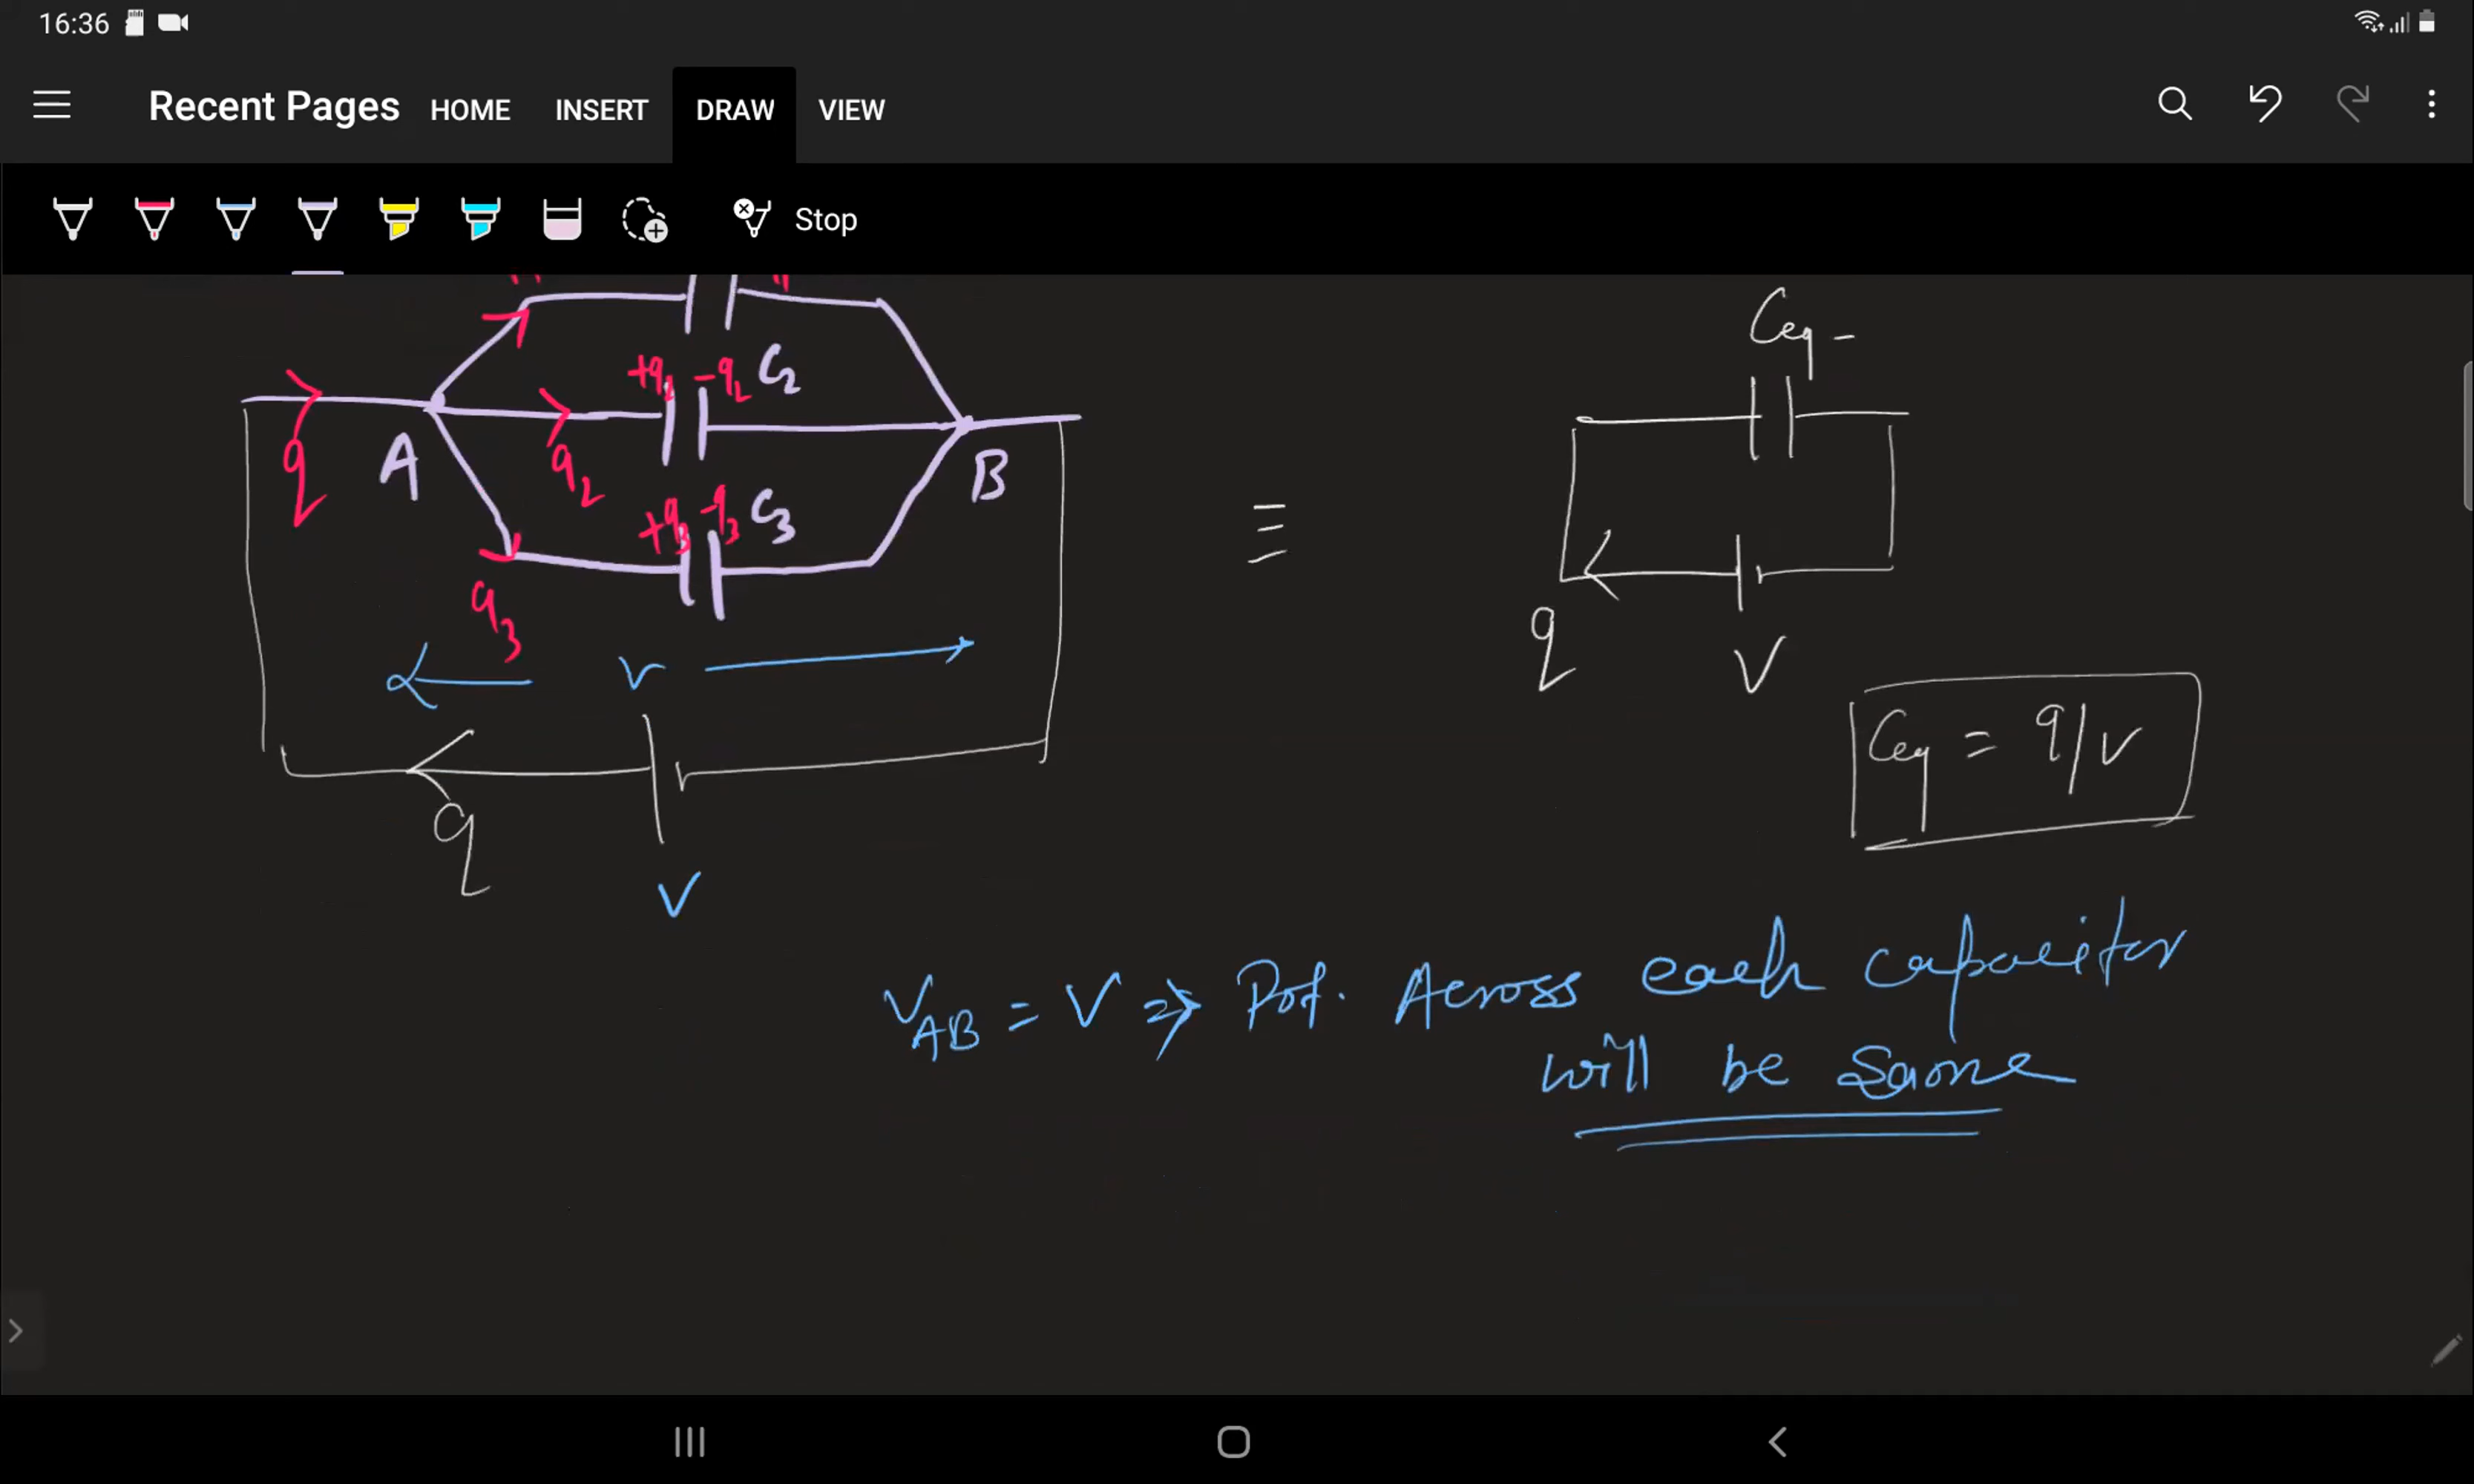 16:36
Recent Pages HOME INSERT DRAW VIEW
Stop
Ceq
+q2 -q2 C2
q A q2 B
+q3 -q3 C3
≡
q3
v
q V
Ceq = q/v
q
V
VAB = V ⇒ Pot. Across each capacitor
will be Same